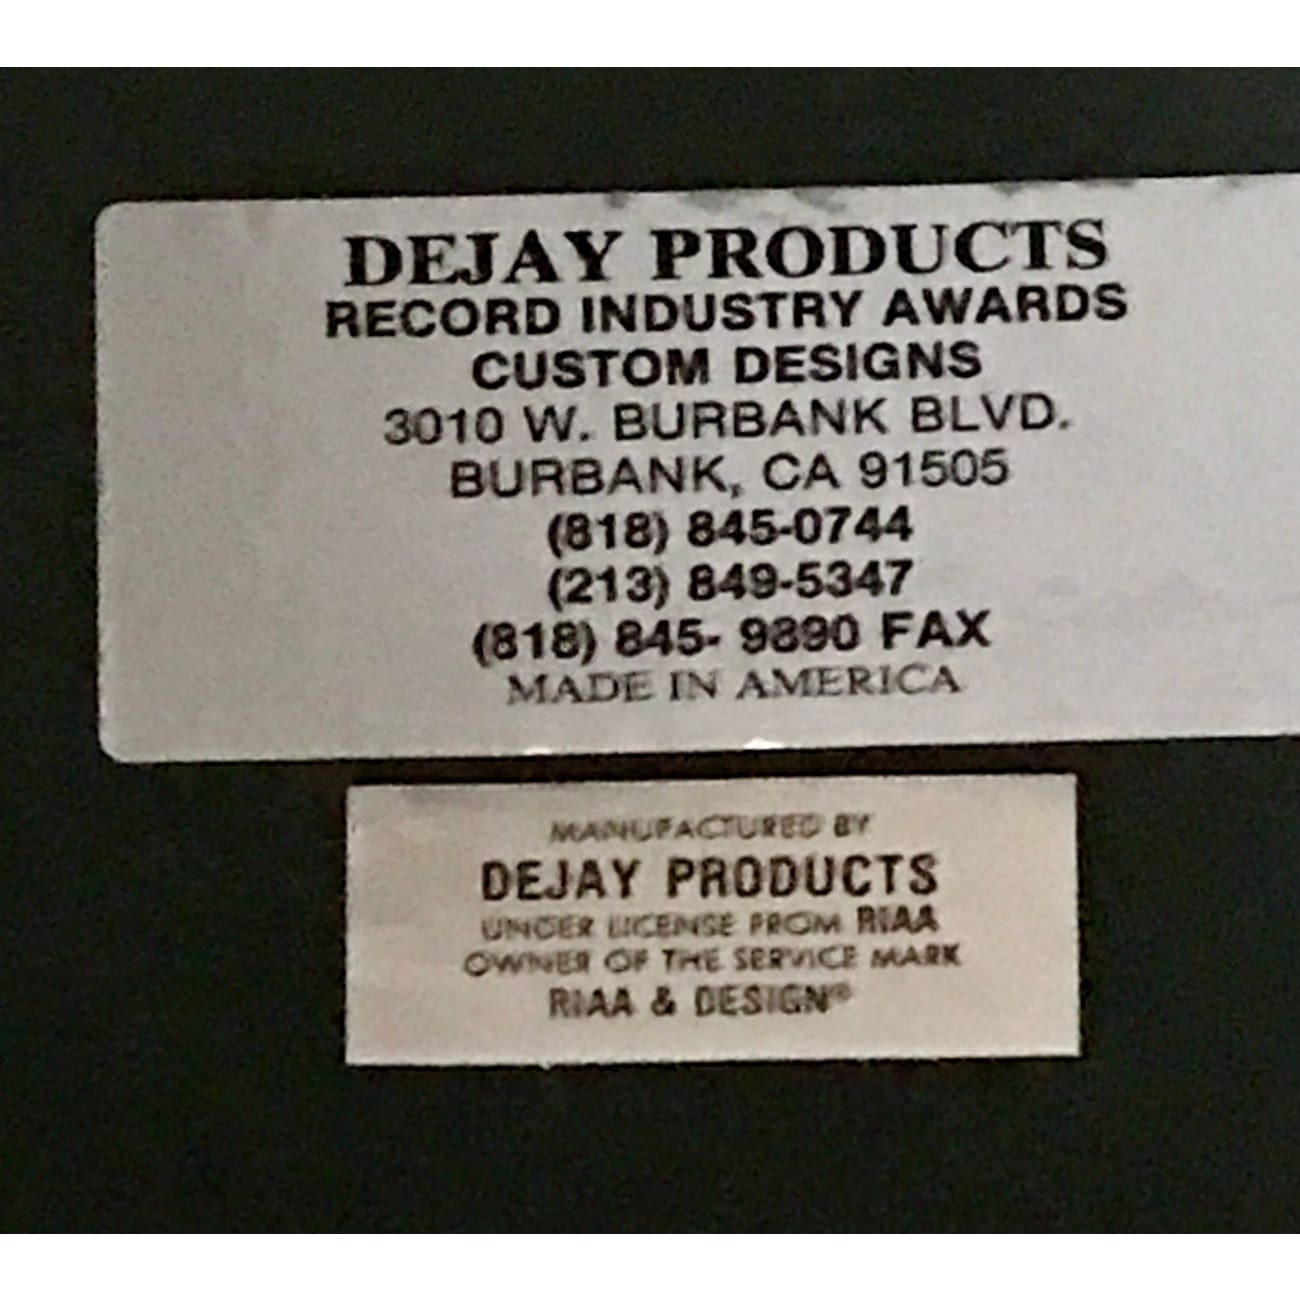 DEJAY PRODUCTS
RECORD INDUSTRY AWARDS
CUSTOM DESIGNS
3010 W. BURBANK BLVD.
BURBANK, CA 91505
(818) 845-0744
(213) 849-5347
(818) 845- 9890 FAX
MADE IN AMERICA
MANUFACTURED BY
DEJAY PRODUCTS
UNDER LICENSE FROM RIAA
OWNER OF THE SERVICE MARK
RIAA & DESIGN®